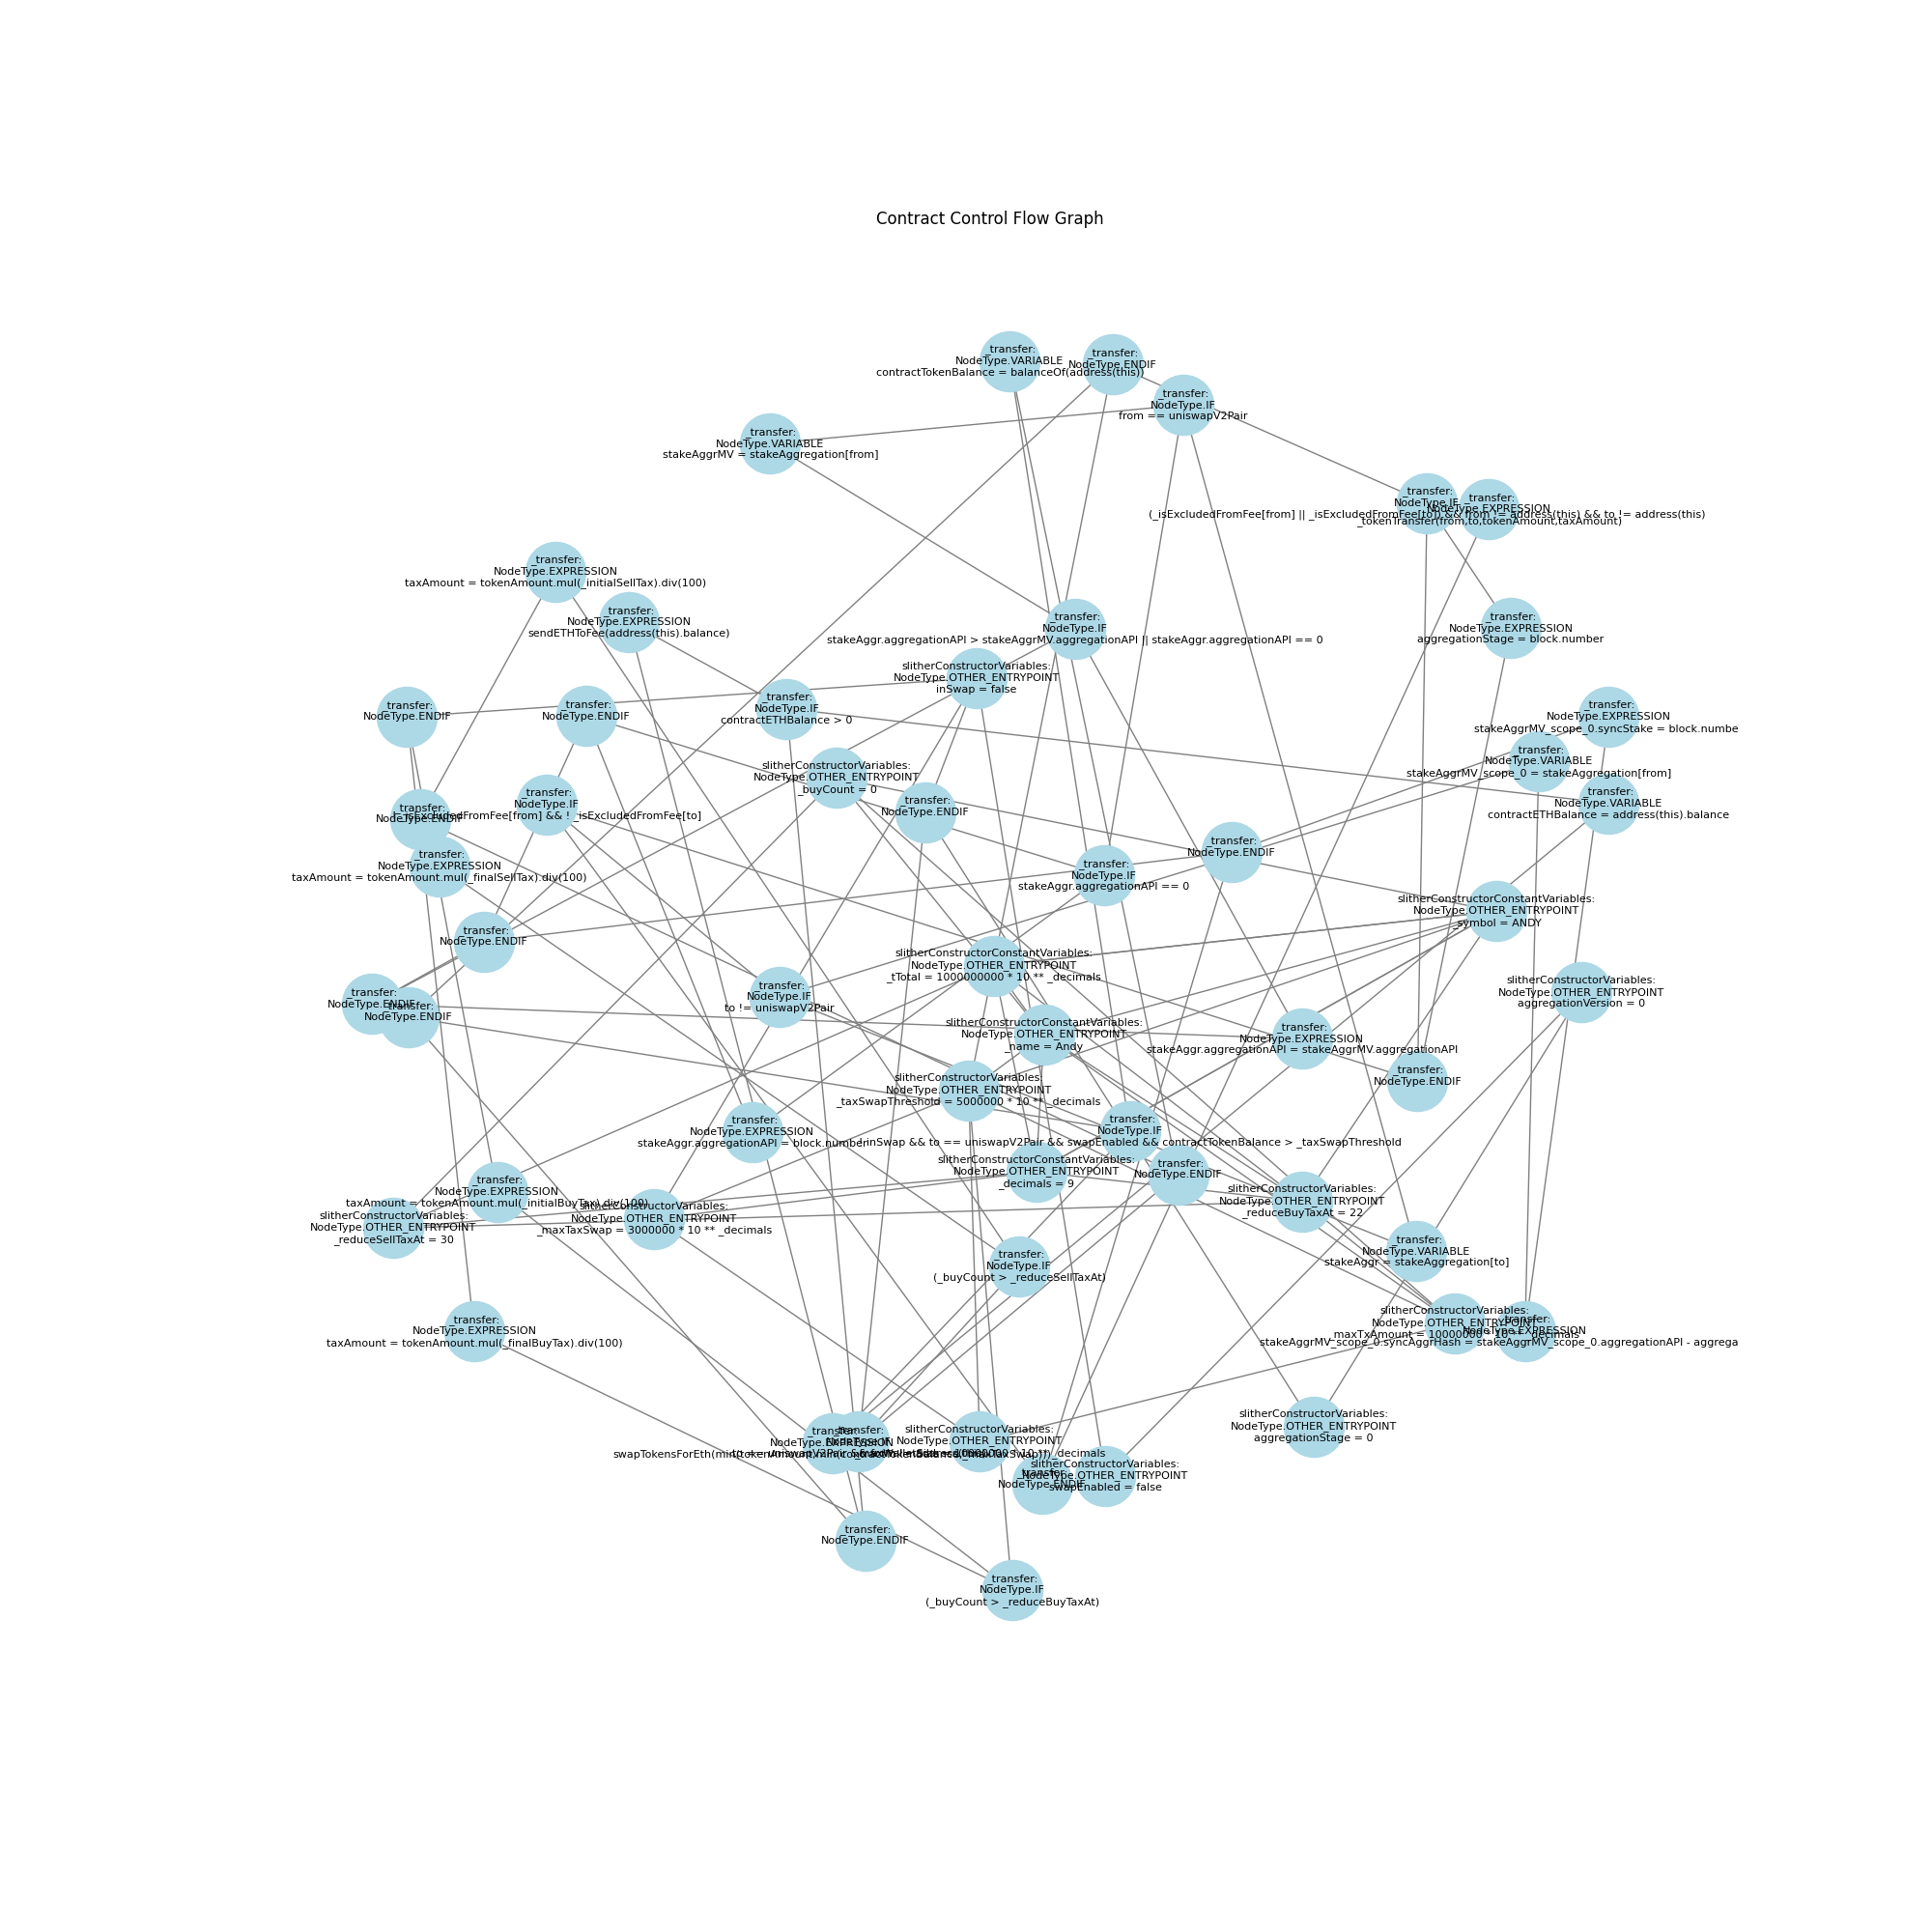 Contract Control Flow Graph
_transfer:
NodeType.VARIABLE
contractTokenBalance = balanceOf(address(this))
_transfer:
NodeType.ENDIF
_transfer:
NodeType.IF
from == uniswapV2Pair
_transfer:
NodeType.VARIABLE
stakeAggrMV = stakeAggregation[from]
_transfer:
NodeType.IF
(_isExcludedFromFee[from] || _isExcludedFromFee[to]) && from != address(this) && to != address(this)
_transfer:
NodeType.EXPRESSION
_tokenTransfer(from,to,tokenAmount,taxAmount)
_transfer:
NodeType.EXPRESSION
taxAmount = tokenAmount.mul(_initialSellTax).div(100)
_transfer:
NodeType.EXPRESSION
sendETHToFee(address(this).balance)
_transfer:
NodeType.IF
stakeAggr.aggregationAPI > stakeAggrMV.aggregationAPI || stakeAggr.aggregationAPI == 0
_transfer:
NodeType.EXPRESSION
aggregationStage = block.number
slitherConstructorVariables:
NodeType.OTHER_ENTRYPOINT
inSwap = false
_transfer:
NodeType.ENDIF
_transfer:
NodeType.ENDIF
_transfer:
NodeType.IF
contractETHBalance > 0
_transfer:
NodeType.EXPRESSION
stakeAggrMV_scope_0.syncStake = block.numbe
_transfer:
NodeType.VARIABLE
stakeAggrMV_scope_0 = stakeAggregation[from]
slitherConstructorVariables:
NodeType.OTHER_ENTRYPOINT
_buyCount = 0
_transfer:
NodeType.VARIABLE
contractETHBalance = address(this).balance
_transfer:
NodeType.ENDIF
_transfer:
NodeType.IF
_isExcludedFromFee[from] && ! _isExcludedFromFee[to]
_transfer:
NodeType.ENDIF
_transfer:
NodeType.ENDIF
_transfer:
NodeType.EXPRESSION
taxAmount = tokenAmount.mul(_finalSellTax).div(100)
_transfer:
NodeType.IF
stakeAggr.aggregationAPI == 0
slitherConstructorConstantVariables:
NodeType.OTHER_ENTRYPOINT
_symbol = ANDY
_transfer:
NodeType.ENDIF
slitherConstructorConstantVariables:
NodeType.OTHER_ENTRYPOINT
_tTotal = 1000000000 * 10 ** _decimals
slitherConstructorVariables:
NodeType.OTHER_ENTRYPOINT
aggregationVersion = 0
_transfer:
NodeType.ENDIF
_transfer:
NodeType.ENDIF
_transfer:
NodeType.IF
to != uniswapV2Pair
slitherConstructorConstantVariables:
NodeType.OTHER_ENTRYPOINT
_name = Andy
_transfer:
NodeType.EXPRESSION
stakeAggr.aggregationAPI = stakeAggrMV.aggregationAPI
_transfer:
NodeType.ENDIF
slitherConstructorVariables:
NodeType.OTHER_ENTRYPOINT
_taxSwapThreshold = 5000000 * 10 ** _decimals
_transfer:
NodeType.EXPRESSION
stakeAggr.aggregationAPI = block.number
_transfer:
NodeType.IF
inSwap && to == uniswapV2Pair && swapEnabled && contractTokenBalance > _taxSwapThreshold
slitherConstructorConstantVariables:
NodeType.OTHER_ENTRYPOINT
_decimals = 9
_transfer:
NodeType.ENDIF
_transfer:
NodeType.EXPRESSION
taxAmount = tokenAmount.mul(_initialBuyTax).div(100)
slitherConstructorVariables:
NodeType.OTHER_ENTRYPOINT
_reduceSellTaxAt = 30
slitherConstructorVariables:
NodeType.OTHER_ENTRYPOINT
_maxTaxSwap = 3000000 * 10 ** _decimals
slitherConstructorVariables:
NodeType.OTHER_ENTRYPOINT
_reduceBuyTaxAt = 22
_transfer:
NodeType.VARIABLE
stakeAggr = stakeAggregation[to]
_transfer:
NodeType.IF
(_buyCount > _reduceSellTaxAt)
_transfer:
NodeType.EXPRESSION
taxAmount = tokenAmount.mul(_finalBuyTax).div(100)
slitherConstructorVariables:
NodeType.OTHER_ENTRYPOINT
maxTxAmount = 10000000 * 10 ** _decimals
_transfer:
NodeType.EXPRESSION
stakeAggrMV_scope_0.syncAggrHash = stakeAggrMV_scope_0.aggregationAPI - aggrega
slitherConstructorVariables:
NodeType.OTHER_ENTRYPOINT
aggregationStage = 0
_transfer:
NodeType.EXPRESSION
_transfer:
NodeType.IF
slitherConstructorVariables:
NodeType.OTHER_ENTRYPOINT
_transfer:
NodeType.ENDIF
slitherConstructorVariables:
NodeType.OTHER_ENTRYPOINT
swapEnabled = false
_transfer:
NodeType.ENDIF
_transfer:
NodeType.IF
(_buyCount > _reduceBuyTaxAt)